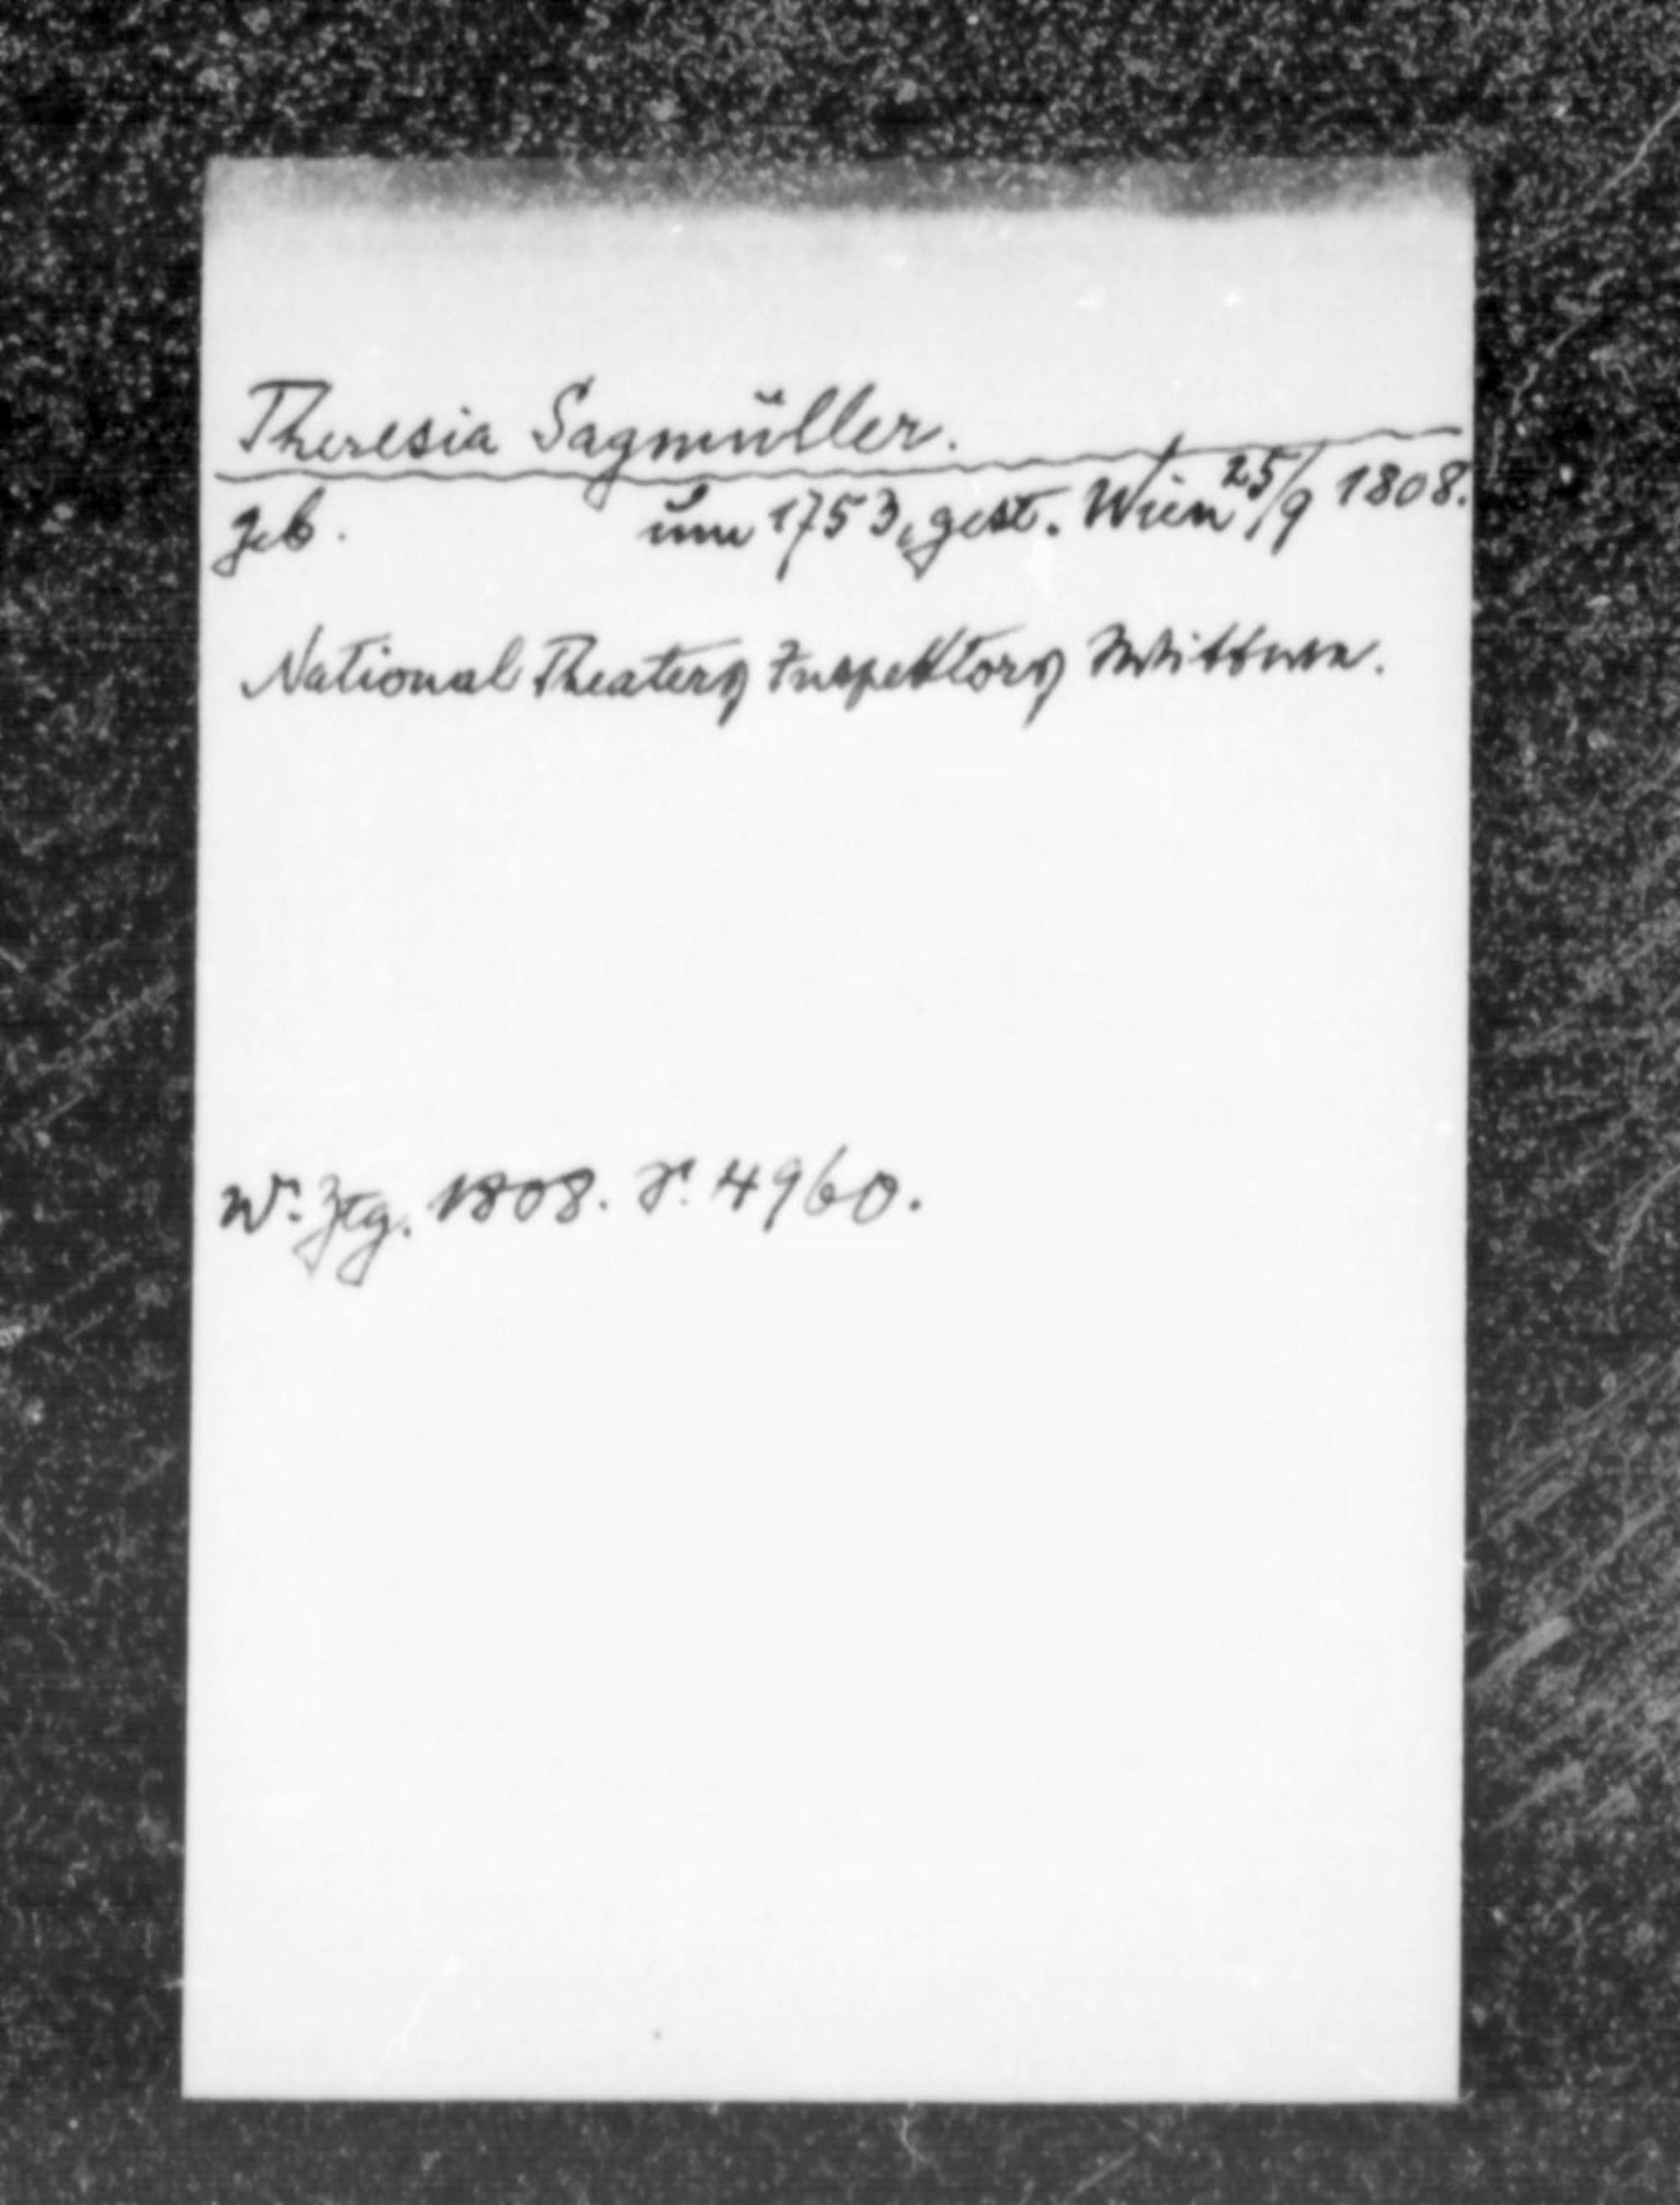 Theresia Sagmüller.
geb. um 1753, gest. Wien 25/9 1808.
National Theaters Inspektors Wittwe.
W. Ztg. 1808. S. 4960.